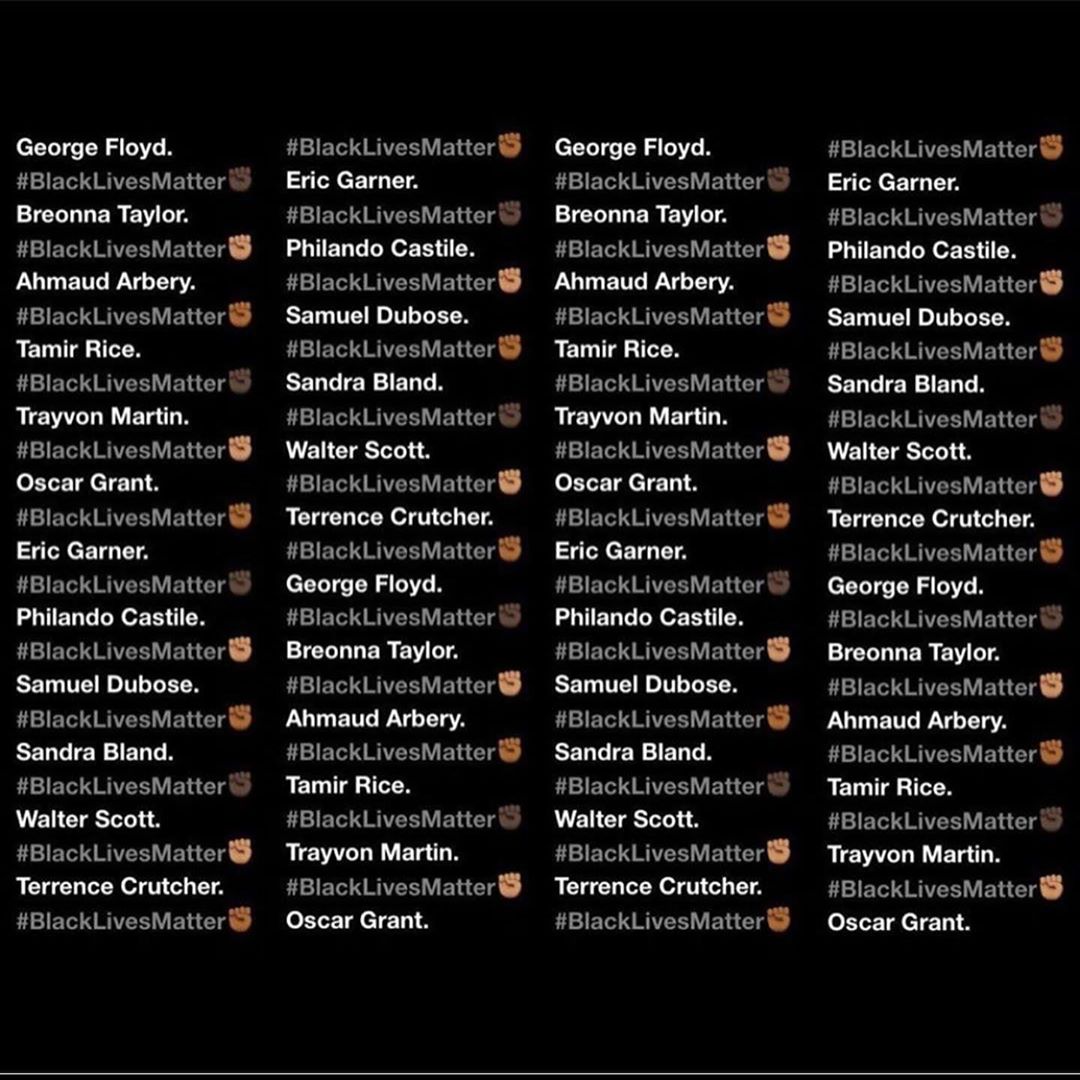 George Floyd.
#BlackLivesMatter✊🏿
Breonna Taylor.
#BlackLivesMatter✊🏽
Ahmaud Arbery.
#BlackLivesMatter✊🏾
Tamir Rice.
#BlackLivesMatter✊🏿
Trayvon Martin.
#BlackLivesMatter✊🏽
Oscar Grant.
#BlackLivesMatter✊🏾
Eric Garner.
#BlackLivesMatter✊🏿
Philando Castile.
#BlackLivesMatter✊🏽
Samuel Dubose.
#BlackLivesMatter✊🏾
Sandra Bland.
#BlackLivesMatter✊🏿
Walter Scott.
#BlackLivesMatter✊🏽
Terrence Crutcher.
#BlackLivesMatter✊🏾
#BlackLivesMatter✊🏾
Eric Garner.
#BlackLivesMatter✊🏿
Philando Castile.
#BlackLivesMatter✊🏽
Samuel Dubose.
#BlackLivesMatter✊🏾
Sandra Bland.
#BlackLivesMatter✊🏿
Walter Scott.
#BlackLivesMatter✊🏽
Terrence Crutcher.
#BlackLivesMatter✊🏾
George Floyd.
#BlackLivesMatter✊🏿
Breonna Taylor.
#BlackLivesMatter✊🏽
Ahmaud Arbery.
#BlackLivesMatter✊🏾
Tamir Rice.
#BlackLivesMatter✊🏿
Trayvon Martin.
#BlackLivesMatter✊🏽
Oscar Grant.
George Floyd.
#BlackLivesMatter✊🏿
Breonna Taylor.
#BlackLivesMatter✊🏽
Ahmaud Arbery.
#BlackLivesMatter✊🏾
Tamir Rice.
#BlackLivesMatter✊🏿
Trayvon Martin.
#BlackLivesMatter✊🏽
Oscar Grant.
#BlackLivesMatter✊🏾
Eric Garner.
#BlackLivesMatter✊🏿
Philando Castile.
#BlackLivesMatter✊🏽
Samuel Dubose.
#BlackLivesMatter✊🏾
Sandra Bland.
#BlackLivesMatter✊🏿
Walter Scott.
#BlackLivesMatter✊🏽
Terrence Crutcher.
#BlackLivesMatter✊🏾
#BlackLivesMatter✊🏾
Eric Garner.
#BlackLivesMatter✊🏿
Philando Castile.
#BlackLivesMatter✊🏽
Samuel Dubose.
#BlackLivesMatter✊🏾
Sandra Bland.
#BlackLivesMatter✊🏿
Walter Scott.
#BlackLivesMatter✊🏽
Terrence Crutcher.
#BlackLivesMatter✊🏾
George Floyd.
#BlackLivesMatter✊🏿
Breonna Taylor.
#BlackLivesMatter✊🏽
Ahmaud Arbery.
#BlackLivesMatter✊🏾
Tamir Rice.
#BlackLivesMatter✊🏿
Trayvon Martin.
#BlackLivesMatter✊🏽
Oscar Grant.